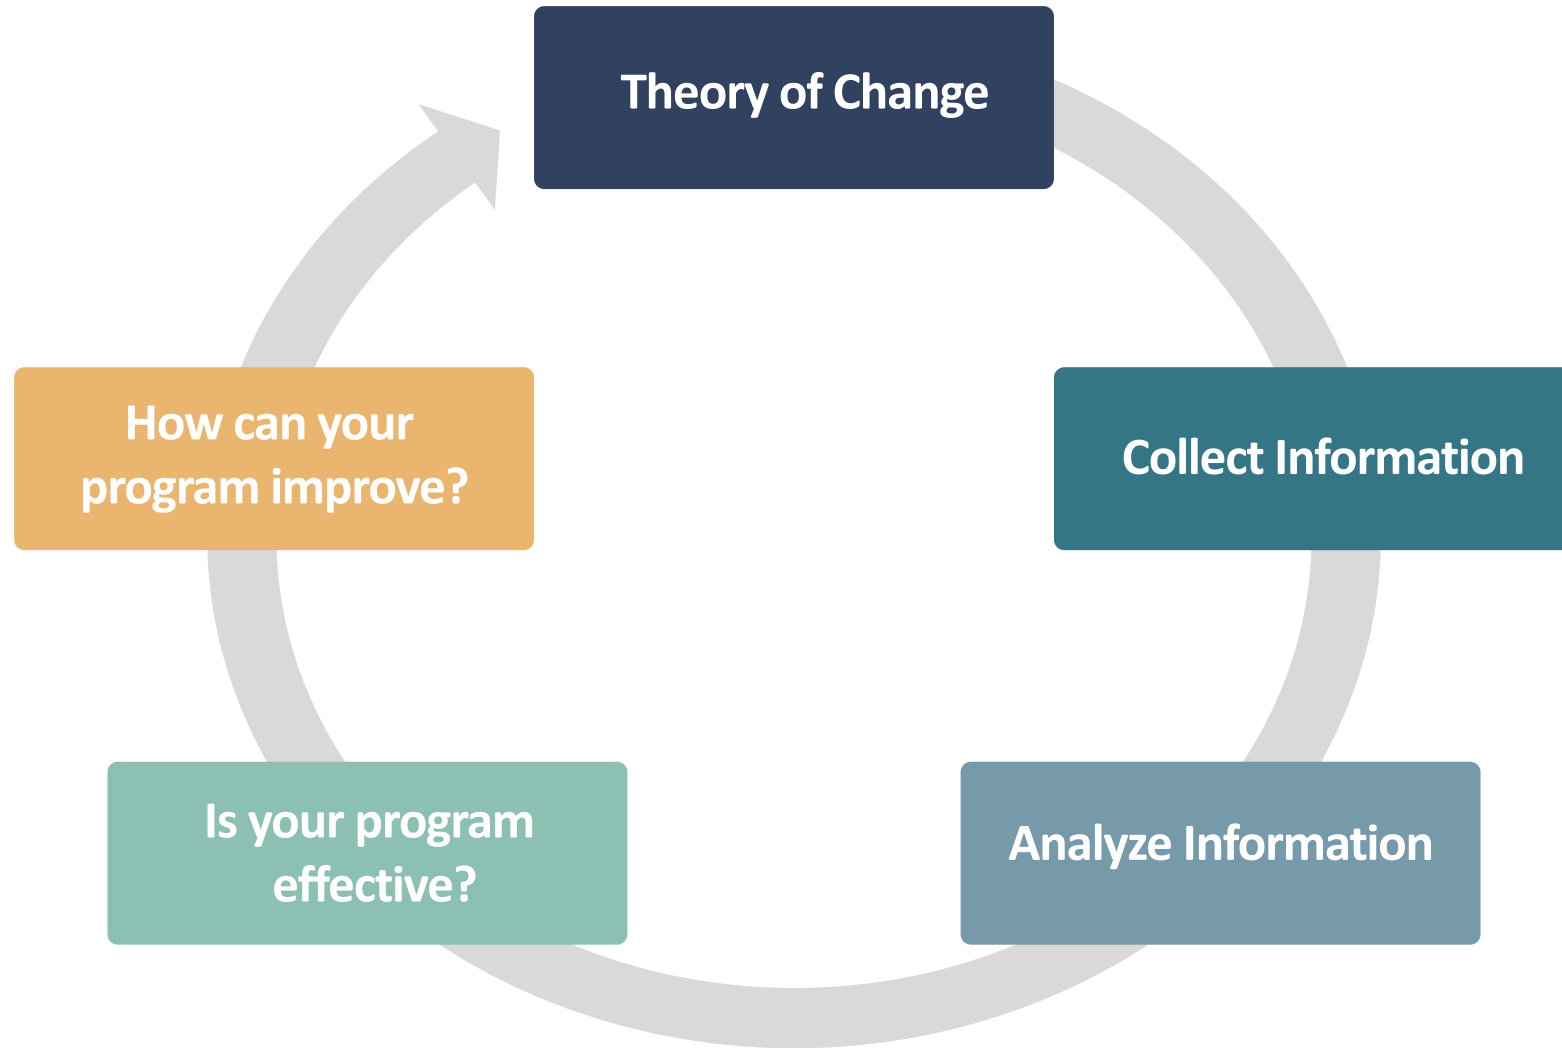 Theory of Change
Collect Information
Analyze Information
Is your program
effective?
How can your
program improve?